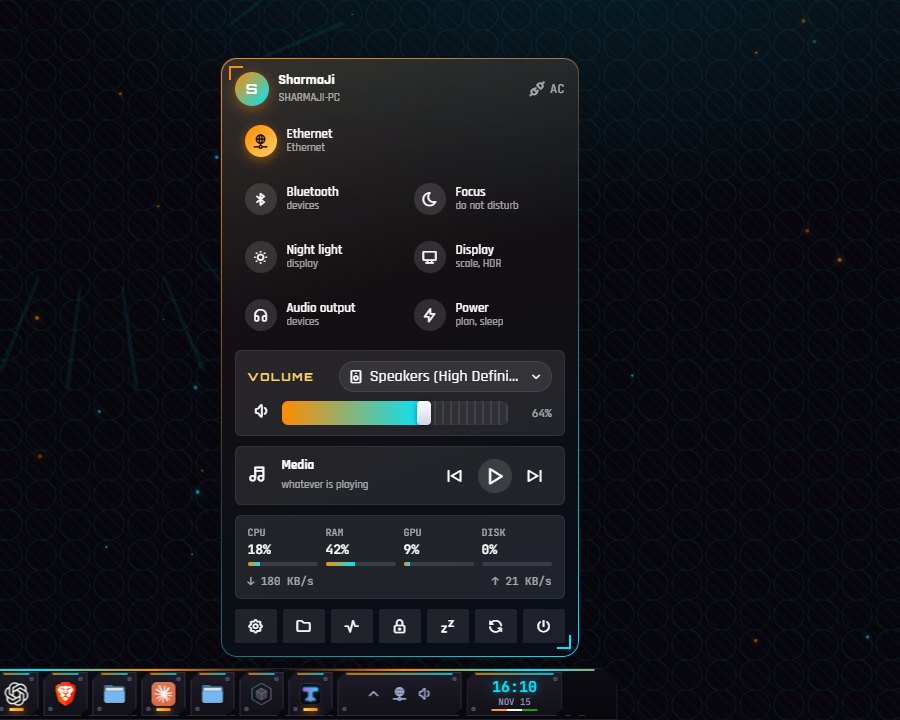 S
SharmaJi
SHARMAJI-PC
AC
Ethernet
Ethernet
Bluetooth
devices
Focus
do not disturb
Night light
display
Display
scale, HDR
Audio output
devices
Power
plan, sleep
VOLUME
Speakers (High Defini...
64%
Media
whatever is playing
CPU
RAM
GPU
DISK
18%
42%
9%
0%
↓ 180 KB/s
↑ 21 KB/s
zZ
T
16:10
NOV 15